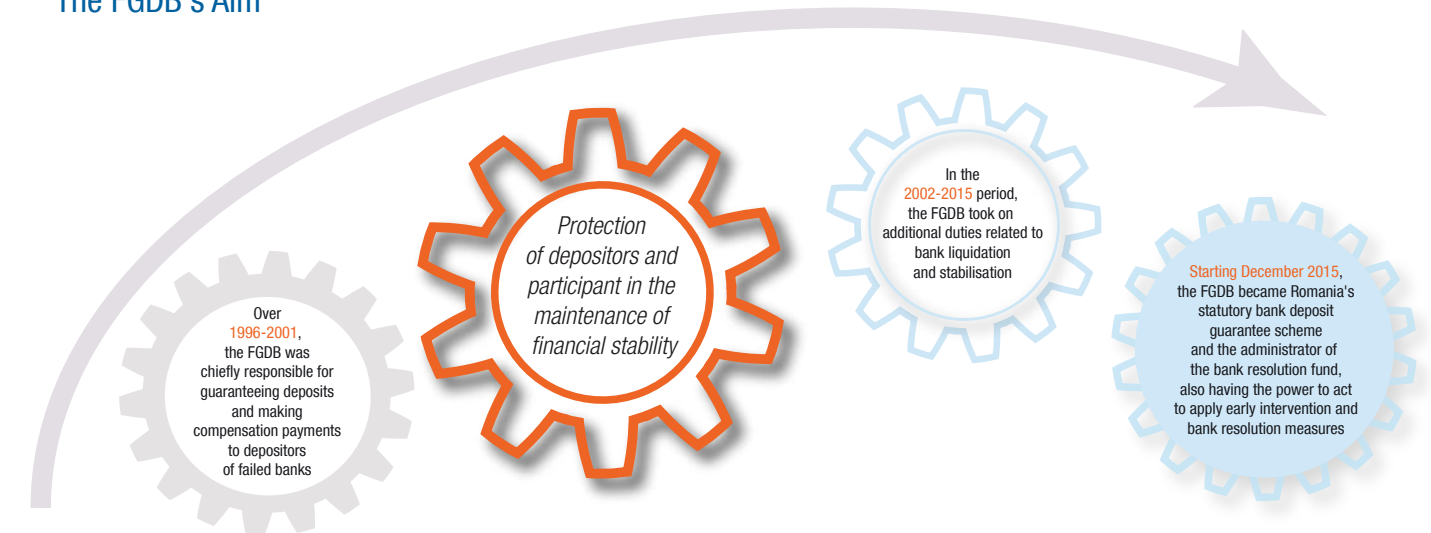 The FGDB's Aim
Over
1996-2001,
the FGDB was
chiefly responsible for
guaranteeing deposits
and making
compensation payments
to depositors
of failed banks
Protection
of depositors and
participant in the
maintenance of
financial stability
In the
2002-2015 period,
the FGDB took on
additional duties related to
bank liquidation
and stabilisation
Starting December 2015,
the FGDB became Romania's
statutory bank deposit
guarantee scheme
and the administrator of
the bank resolution fund,
also having the power to act
to apply early intervention and
bank resolution measures